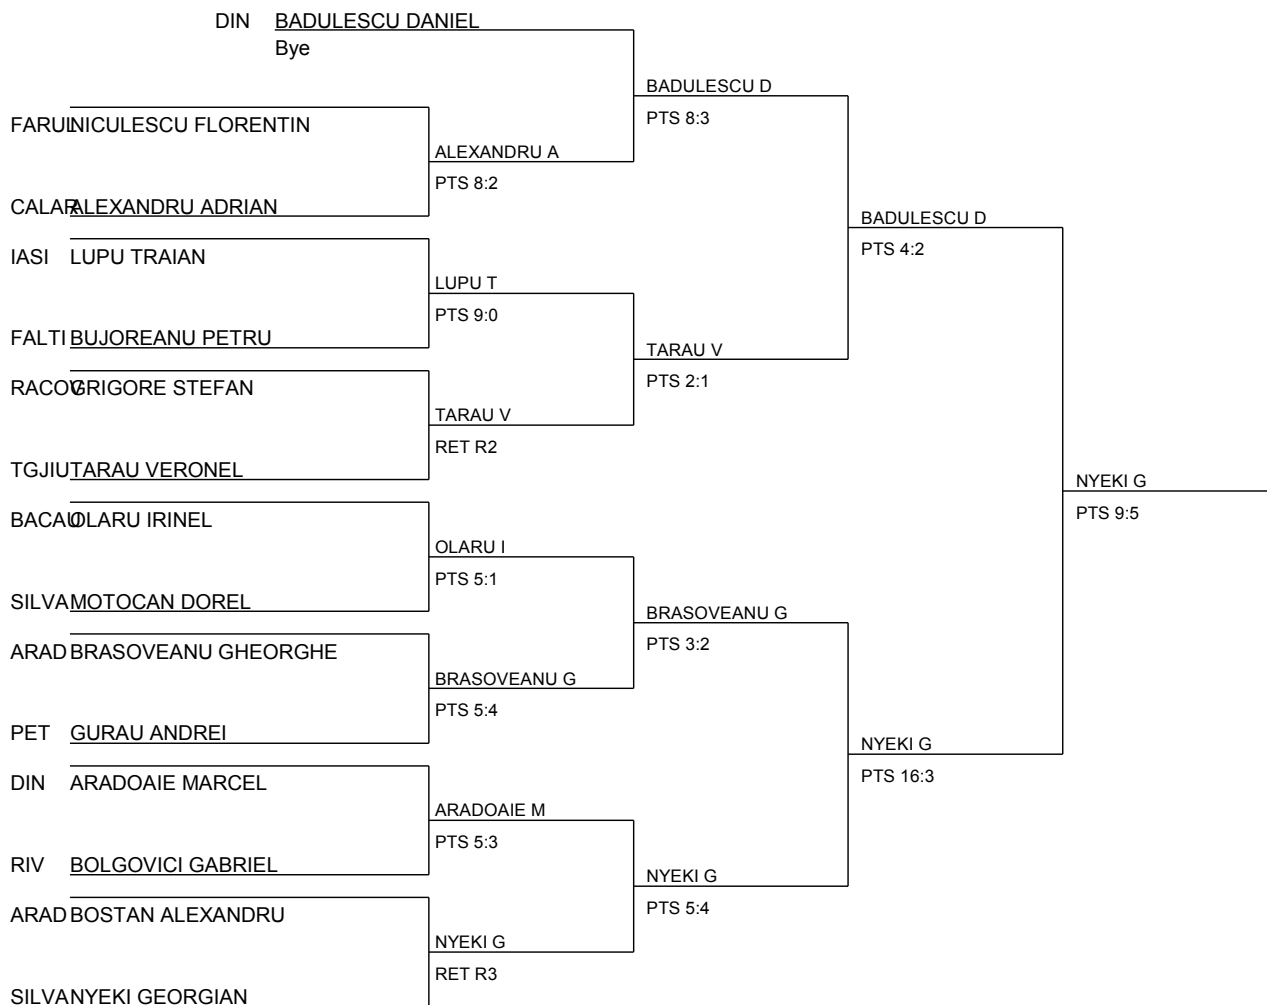 DIN BADULESCU DANIEL
Bye
BADULESCU D
PTS 8:3
FARUL NICULESCU FLORENTIN
ALEXANDRU A
PTS 8:2
CALAR ALEXANDRU ADRIAN
BADULESCU D
PTS 4:2
IASI LUPU TRAIAN
LUPU T
PTS 9:0
FALTI BUJOREANU PETRU
TARAU V
PTS 2:1
RACOV GRIGORE STEFAN
TARAU V
RET R2
TGJIU TARAU VERONEL
NYEKI G
PTS 9:5
BACAU OLARU IRINEL
OLARU I
PTS 5:1
SILVA MOTOCAN DOREL
BRASOVEANU G
PTS 3:2
ARAD BRASOVEANU GHEORGHE
BRASOVEANU G
PTS 5:4
PET GURAU ANDREI
NYEKI G
PTS 16:3
DIN ARADOAIE MARCEL
ARADOAIE M
PTS 5:3
RIV BOLGOVICI GABRIEL
NYEKI G
PTS 5:4
ARAD BOSTAN ALEXANDRU
NYEKI G
RET R3
SILVA NYEKI GEORGIAN